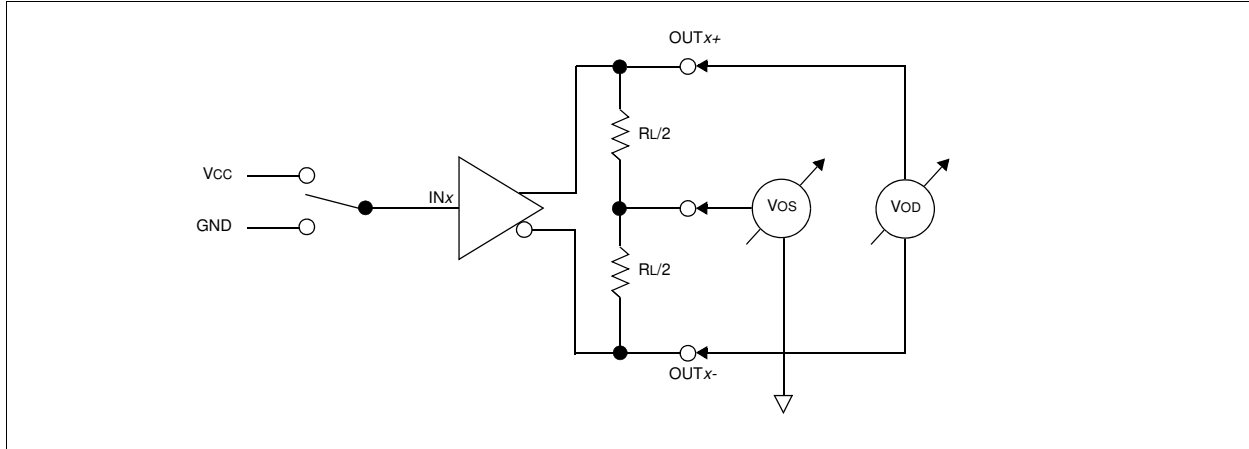 OUTx+
RL/2
VCC
INx
VOS
VOD
GND
RL/2
OUTx-